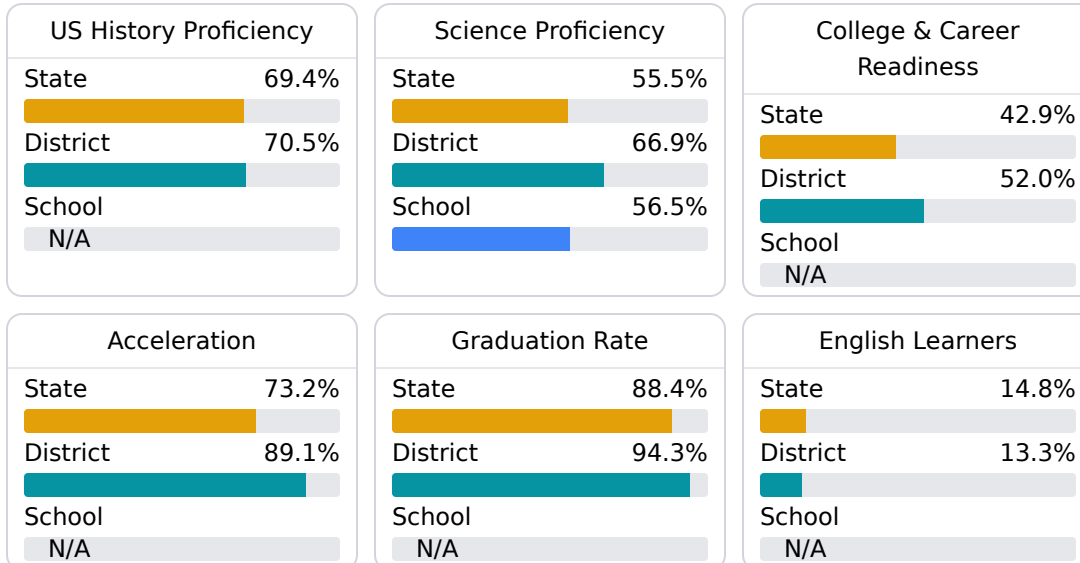 US History Proficiency
State 69.4%
District 70.5%
School
N/A
Science Proficiency
State 55.5%
District 66.9%
School 56.5%
College & Career
Readiness
State 42.9%
District 52.0%
School
N/A
Acceleration
State 73.2%
District 89.1%
School
N/A
Graduation Rate
State 88.4%
District 94.3%
School
N/A
English Learners
State 14.8%
District 13.3%
School
N/A